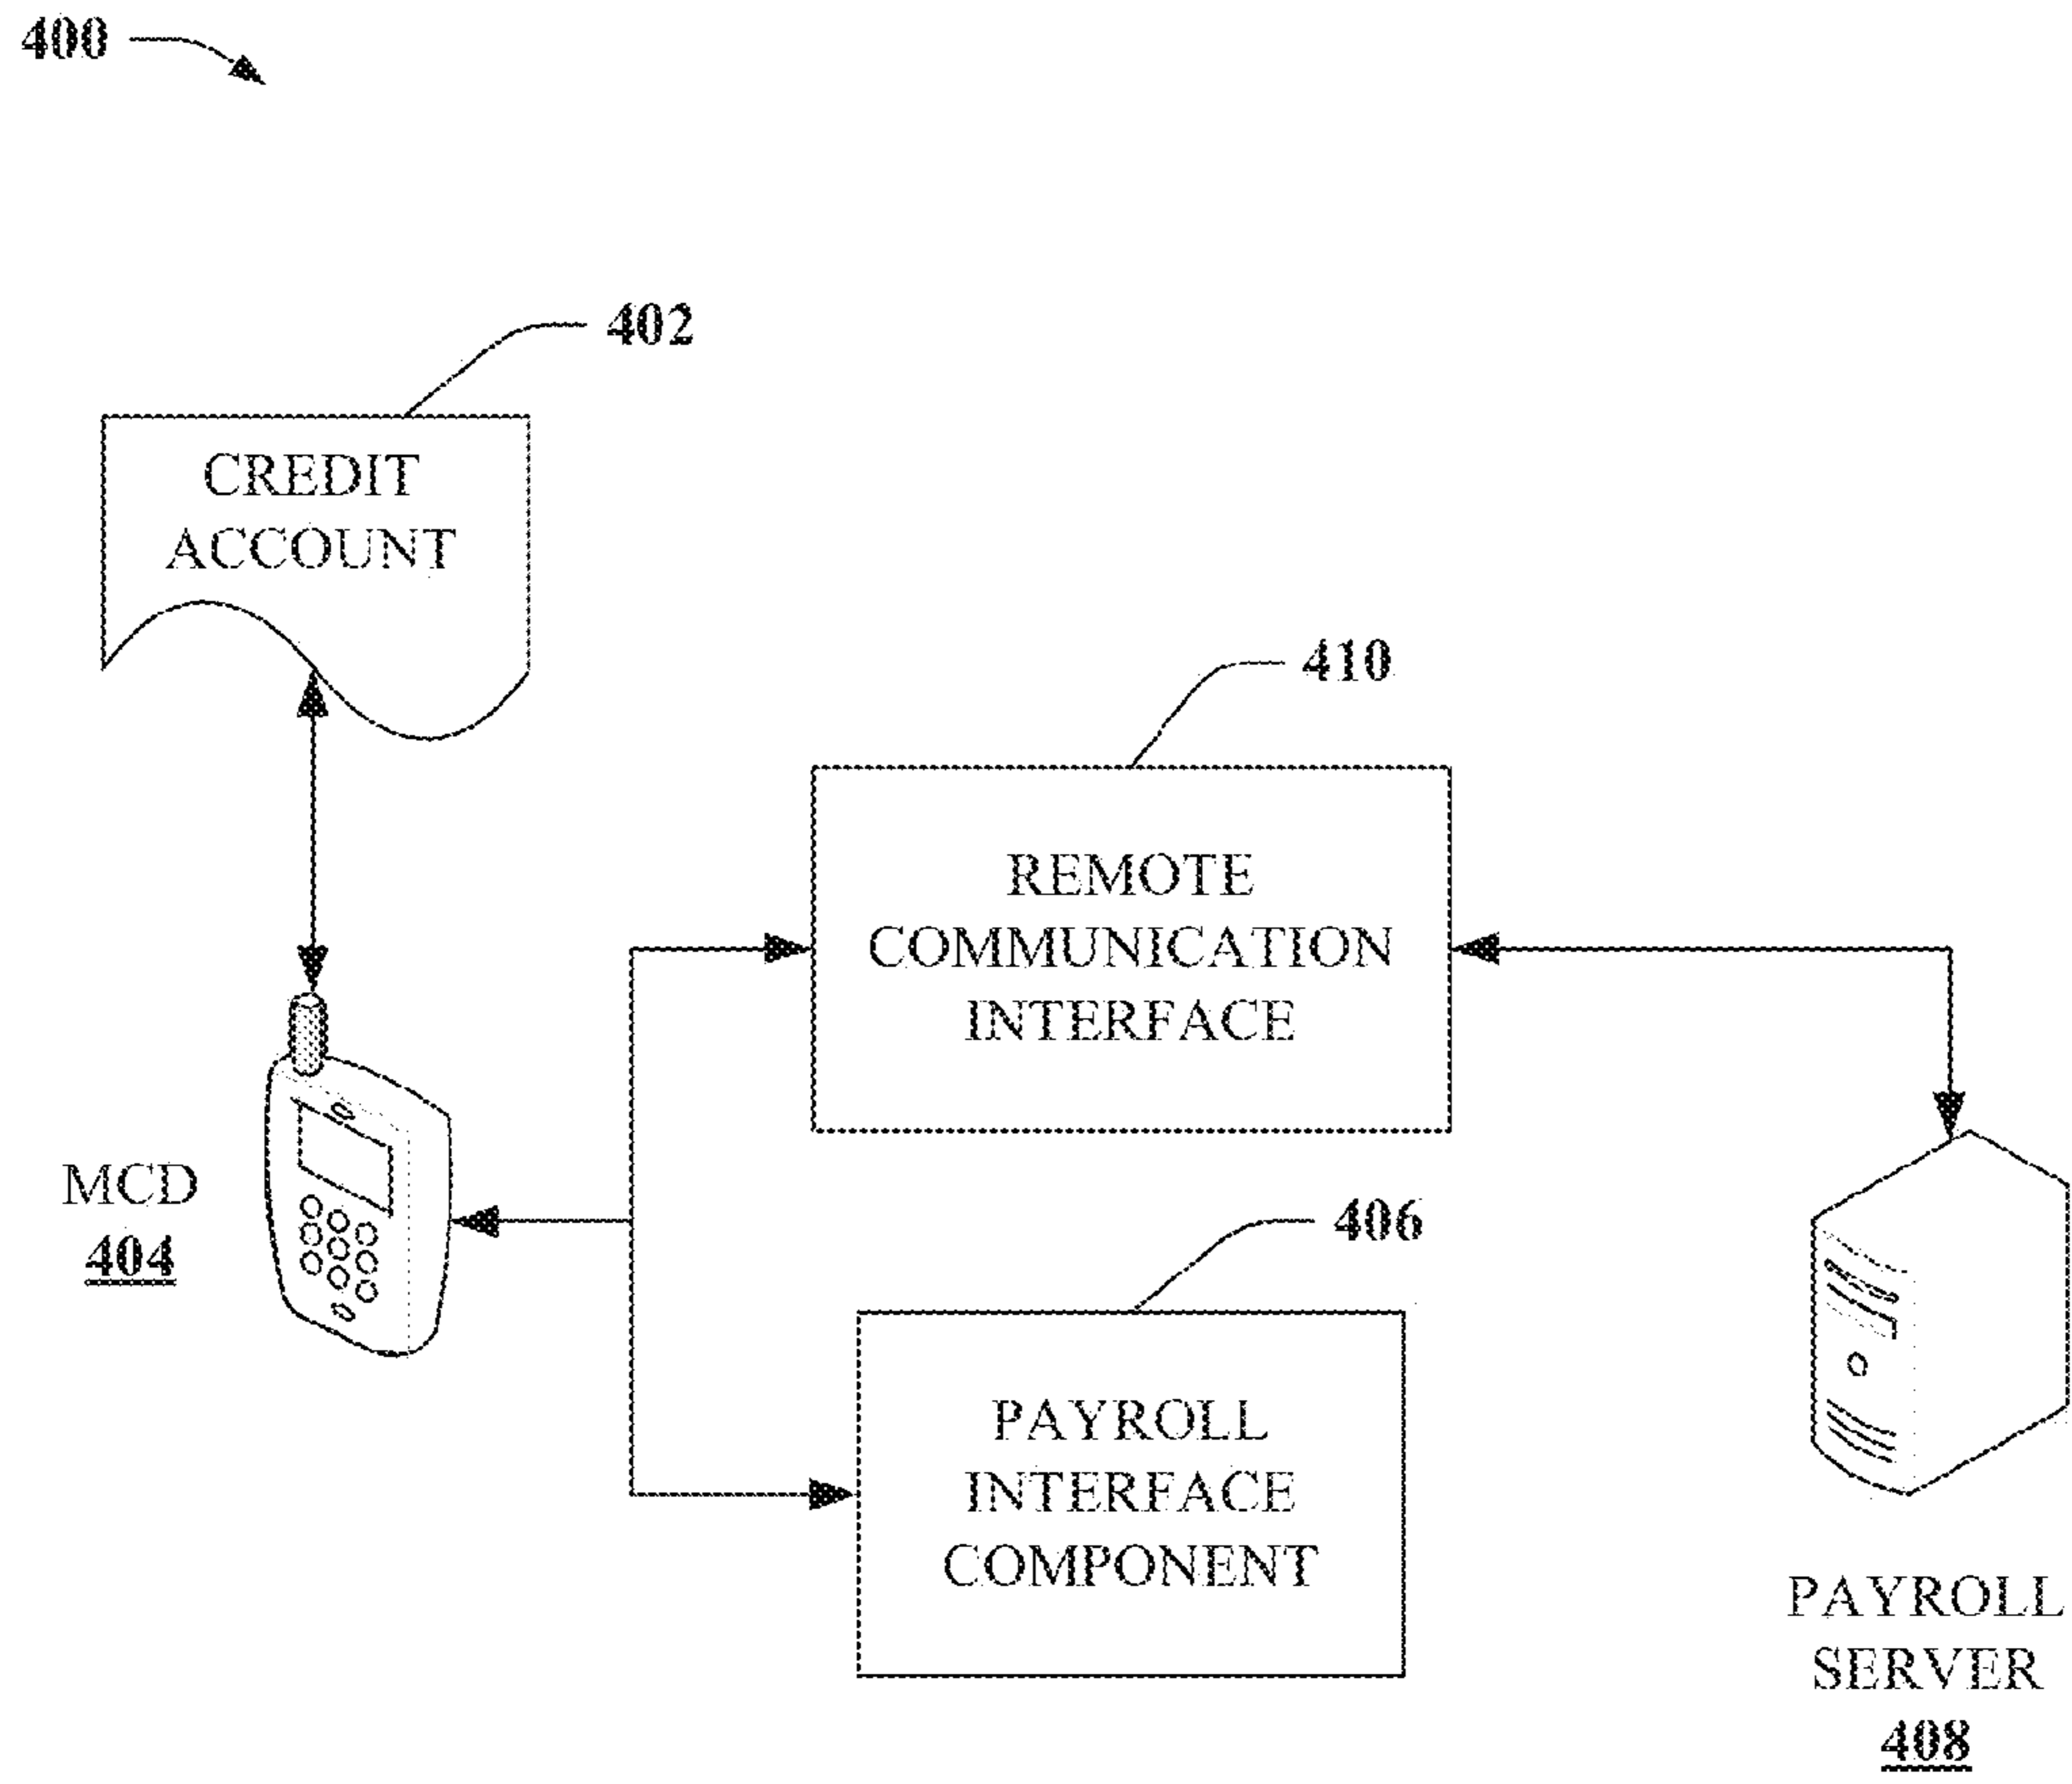 400
402
CREDIT
ACCOUNT
410
REMOTE
COMMUNICATION
INTERFACE
MCD
404
406
PAYROLL
INTERFACE
COMPONENT
PAYROLL
SERVER
408